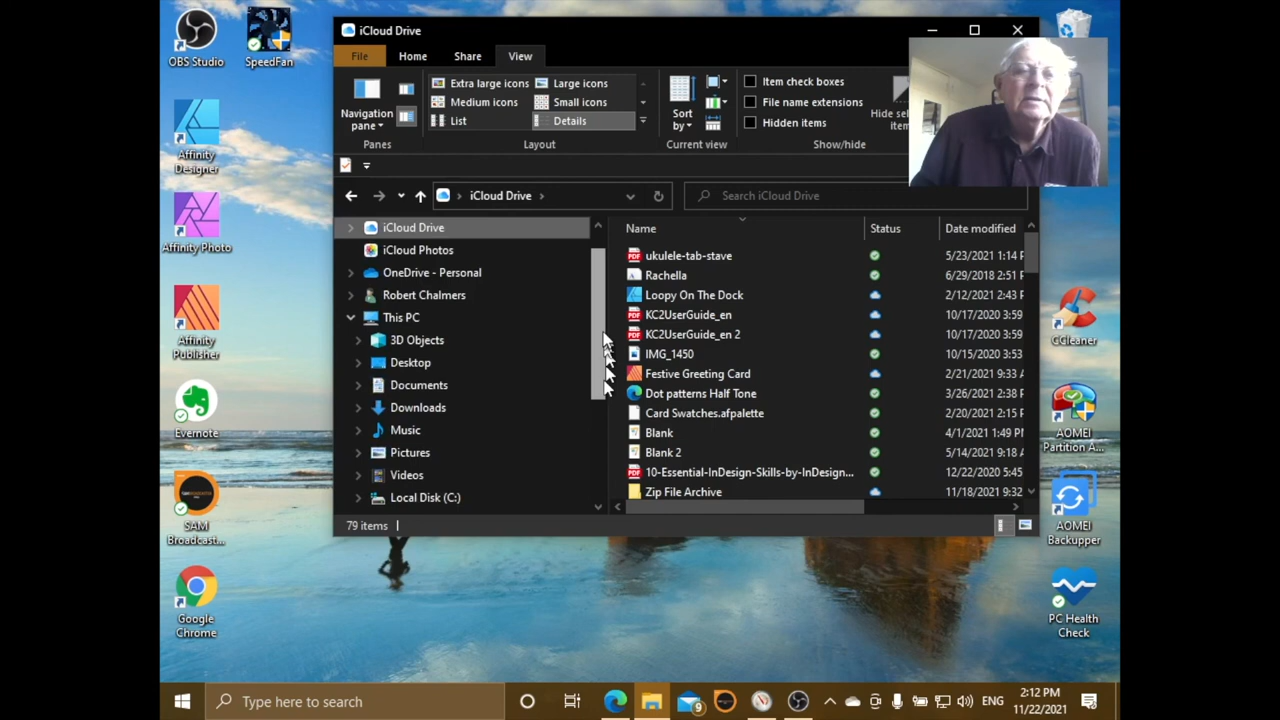 OBS Studio
SpeedFan
Affinity
Designer
Affinity Photo
Affinity
Publisher
Evernote
SAM
Broadcast...
Google
Chrome
iCloud Drive
File
Home
Share
View
Navigation
pane
Extra large icons
Large icons
Medium icons
Small icons
List
Details
Sort
by
Item check boxes
File name extensions
Hidden items
Panes
Layout
Current view
Show/hide
iCloud Drive
Search iCloud Drive
iCloud Drive
iCloud Photos
OneDrive - Personal
Robert Chalmers
This PC
3D Objects
Desktop
Documents
Downloads
Music
Pictures
Videos
Local Disk (C:)
Name
Status
Date modified
ukulele-tab-stave
5/23/2021 1:14
Rachella
6/29/2018 2:51
Loopy On The Dock
2/12/2021 2:43
KC2UserGuide_en
10/17/2020 3:59
KC2UserGuide_en 2
10/17/2020 3:59
IMG_1450
10/15/2020 3:53
Festive Greeting Card
2/21/2021 9:33
Dot patterns Half Tone
3/26/2021 2:38
Card Swatches.afpalette
2/20/2021 2:15
Blank
4/1/2021 1:49
Blank 2
5/14/2021 9:18
10-Essential-InDesign-Skills-by-InDesign...
12/22/2020 5:45
Zip File Archive
11/18/2021 9:32
79 items
CCleaner
AOMEI
Partition A...
AOMEI
Backupper
PC Health
Check
Type here to search
9
ENG
2:12 PM
11/22/2021